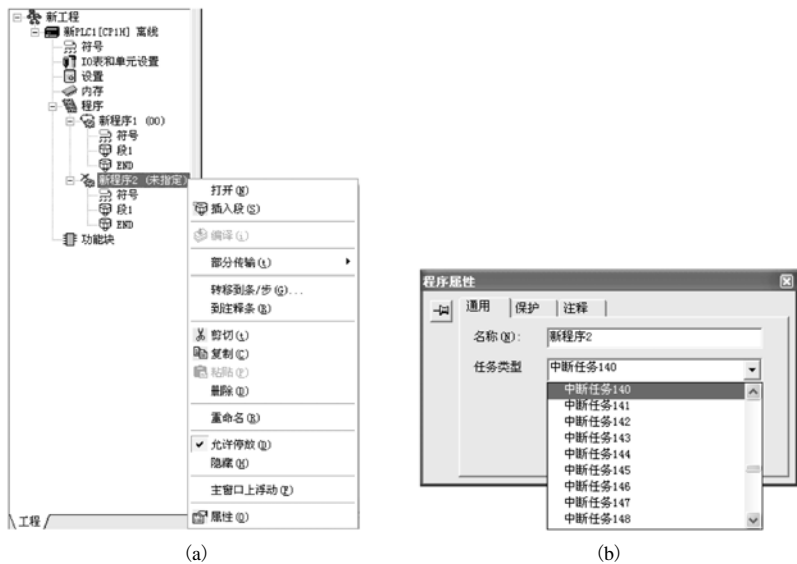 新工程
新PLC1[CP1H] 离线
符号
IO表和单元设置
设置
内存
程序
新程序1 (00)
符号
段1
END
新程序2 (未指定)
符号
段1
END
功能块
工程
打开(N)
插入段(S)
编译(i)
部分传输(t)
转移到条/步(G)...
到注释条(R)
剪切(t)
复制(C)
粘贴(P)
删除(D)
重命名(R)
允许停放(D)
隐藏(H)
主窗口上浮动(F)
属性(O)
(a)
程序属性
通用
保护
注释
名称(N):
新程序2
任务类型
中断任务140
中断任务140
中断任务141
中断任务142
中断任务143
中断任务144
中断任务145
中断任务146
中断任务147
中断任务148
(b)